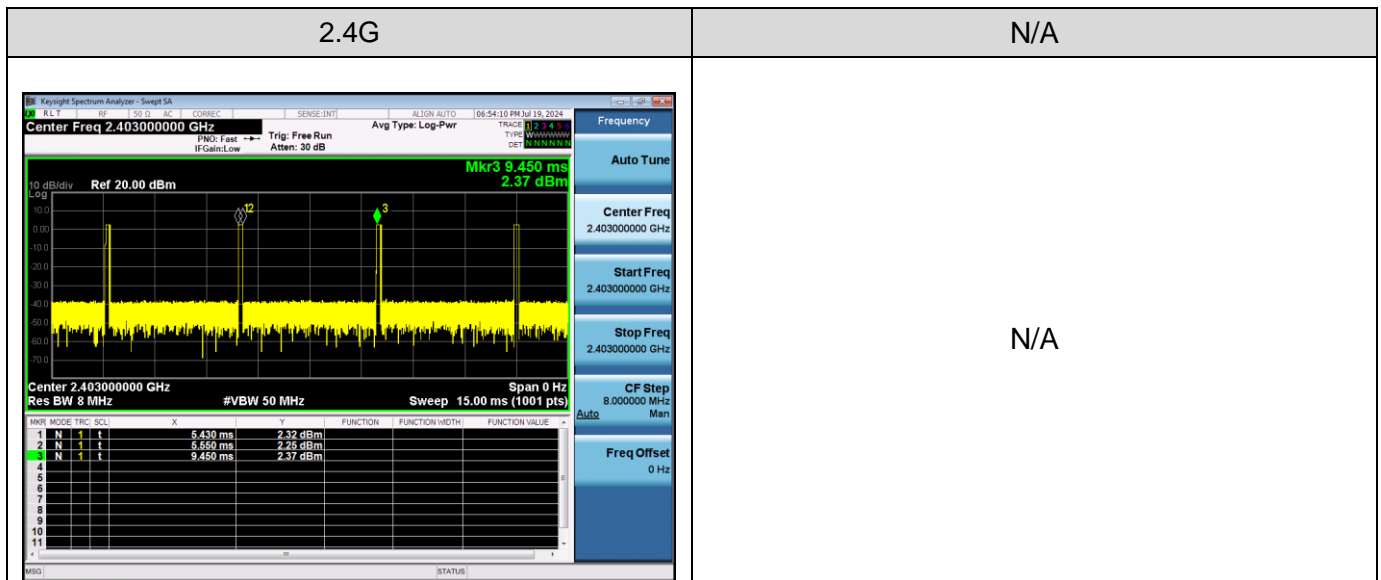 2.4G N/A
Keysight Spectrum Analyzer - Swept SA
RLT RF 50 Ω AC CORREC SENSE:INT ALIGN AUTO 06:54:10 PM Jul 19, 2024
Center Freq 2.403000000 GHz
PNO: Fast
IFGain:Low
Trig: Free Run
Atten: 30 dB
Avg Type: Log-Pwr
TRACE 1 2 3 4 5 6
TYPE WWWWWW
DET N N N N N N
Mkr3 9.450 ms
2.37 dBm
10 dB/div Ref 20.00 dBm
Log
10.0
0.00
-10.0
-20.0
-30.0
-40.0
-50.0
-60.0
-70.0
1 2
3
Center 2.403000000 GHz Span 0 Hz
Res BW 8 MHz #VBW 50 MHz Sweep 15.00 ms (1001 pts)
MKR MODE TRC SCL X Y FUNCTION FUNCTION WIDTH FUNCTION VALUE
1 N 1 t 5.430 ms 2.32 dBm
2 N 1 t 5.550 ms 2.25 dBm
3 N 1 t 9.450 ms 2.37 dBm
4
5
6
7
8
9
10
11
MSG STATUS
Frequency
Auto Tune
Center Freq
2.403000000 GHz
Start Freq
2.403000000 GHz
Stop Freq
2.403000000 GHz
CF Step
8.000000 MHz
Auto Man
Freq Offset
0 Hz
N/A